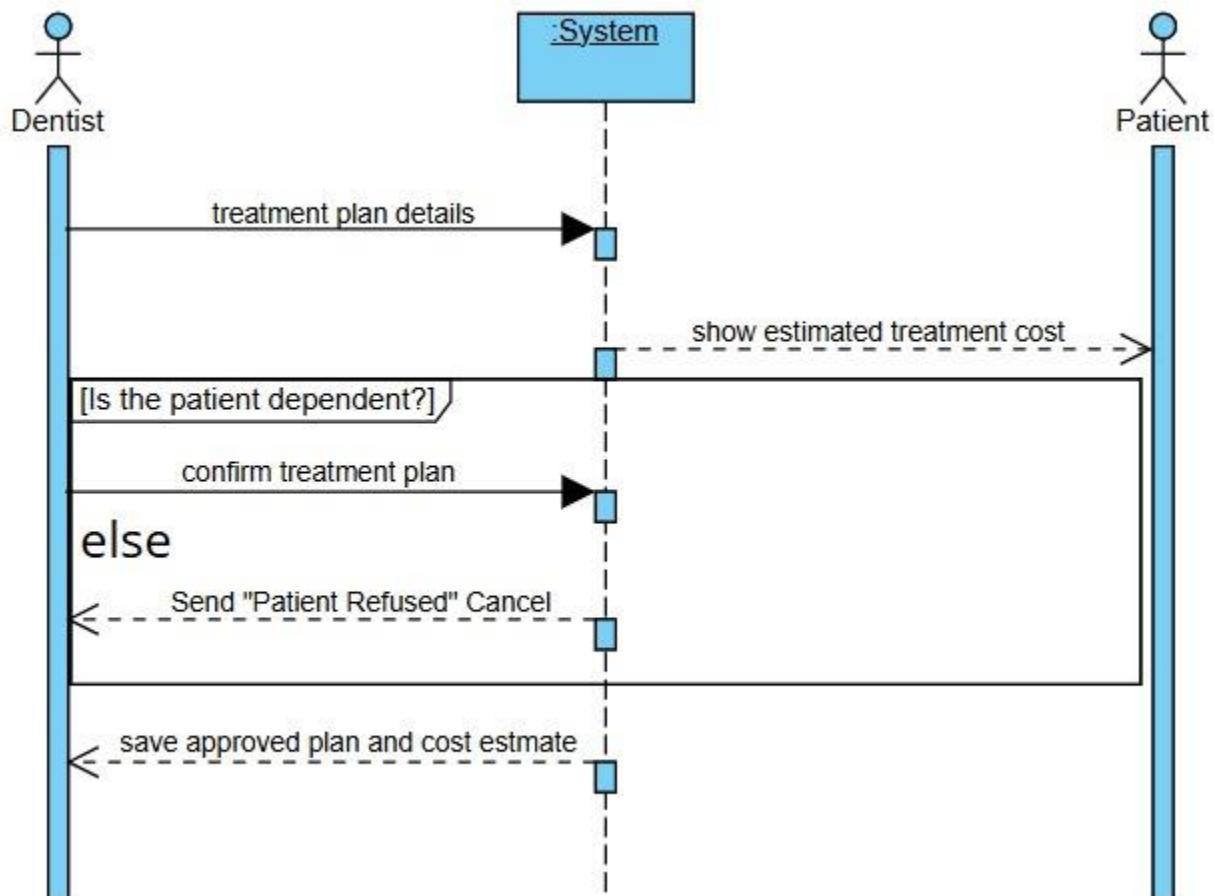 :System
Dentist
Patient
treatment plan details
show estimated treatment cost
[Is the patient dependent?]
confirm treatment plan
else
Send "Patient Refused" Cancel
save approved plan and cost estmate